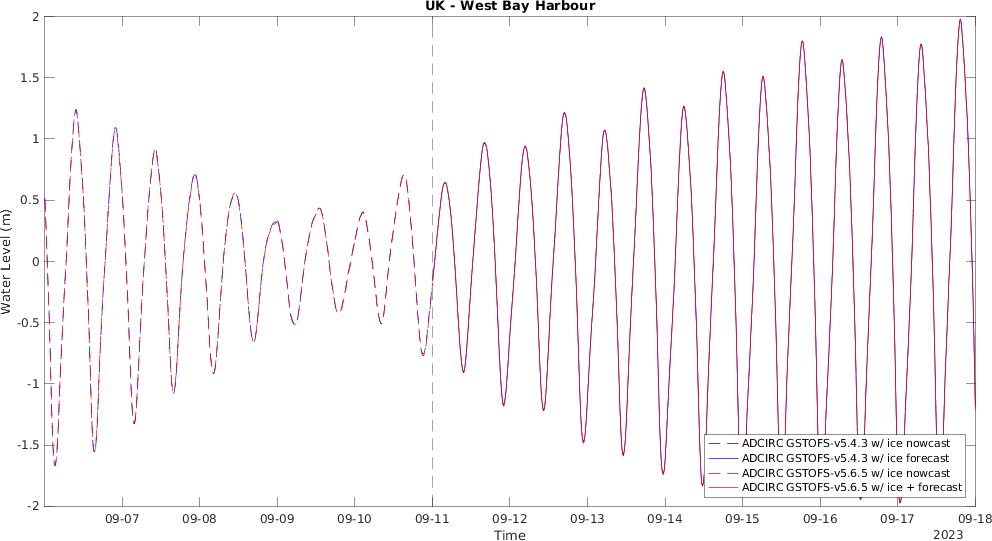 UK - West Bay Harbour
2
1.5
1
0.5
0
-0.5
-1
-1.5
-2
Water Level (m)
ADCIRC GSTOFS-v5.4.3 w/ ice nowcast
ADCIRC GSTOFS-v5.4.3 w/ ice forecast
ADCIRC GSTOFS-v5.6.5 w/ ice nowcast
ADCIRC GSTOFS-v5.6.5 w/ ice + forecast
09-07 09-08 09-09 09-10 09-11 09-12 09-13 09-14 09-15 09-16 09-17 09-18
Time
2023